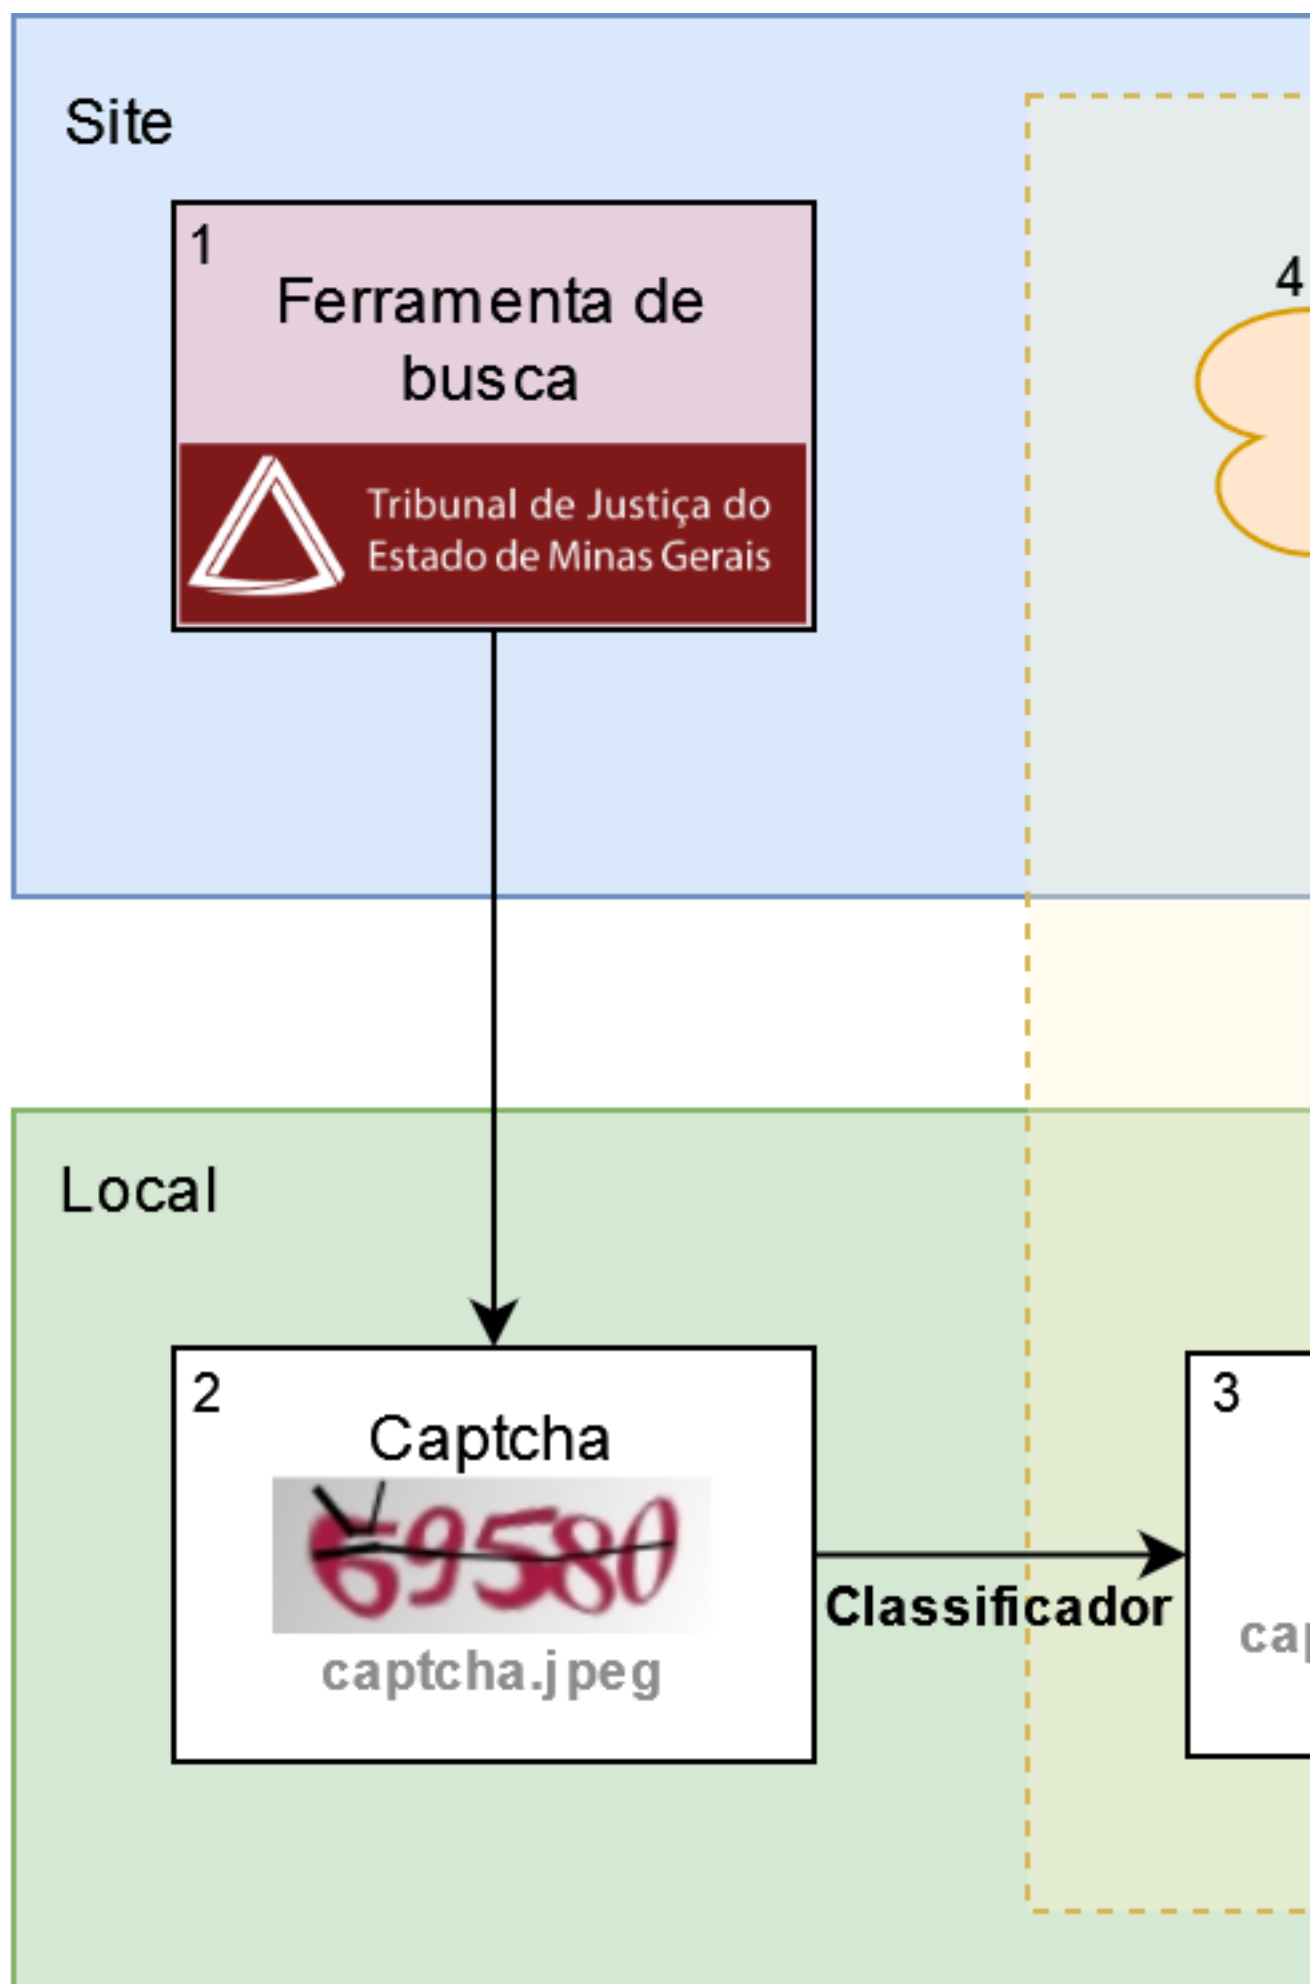 Site
1
Ferramenta de
busca
Tribunal de Justiça do
Estado de Minas Gerais
4
Local
2
Captcha
69580
captcha.jpeg
Classificador
3
cap